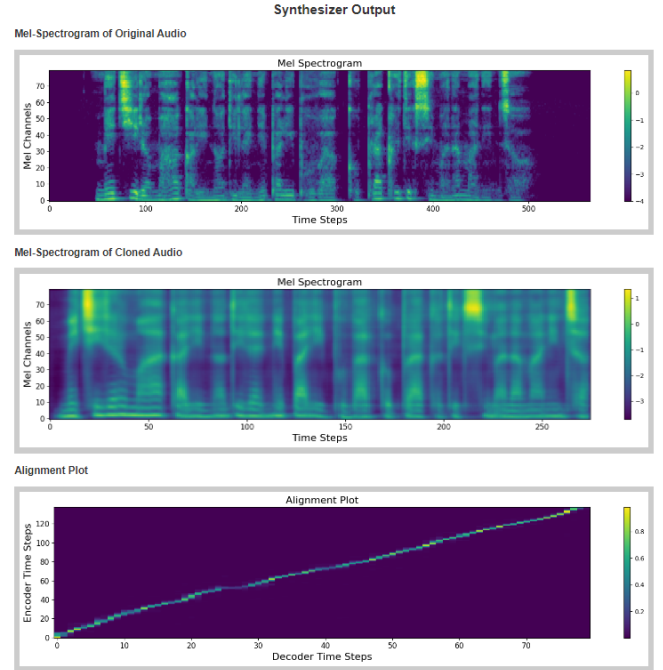 Synthesizer Output
Mel-Spectrogram of Original Audio
Mel Spectrogram
Mel Channels
70
60
50
40
30
20
10
0
0 100 200 300 400 500
Time Steps
0
−1
−2
−3
−4
Mel-Spectrogram of Cloned Audio
Mel Spectrogram
Mel Channels
70
60
50
40
30
20
10
0
0 50 100 150 200 250
Time Steps
1
0
−1
−2
−3
Alignment Plot
Alignment Plot
Encoder Time Steps
120
100
80
60
40
20
0
0 10 20 30 40 50 60 70
Decoder Time Steps
0.8
0.6
0.4
0.2